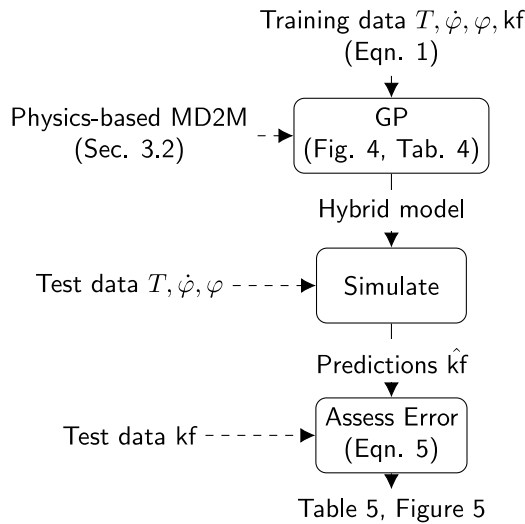 Training data T, φ̇, φ, kf
(Eqn. 1)
Physics-based MD2M
(Sec. 3.2)
GP
(Fig. 4, Tab. 4)
Hybrid model
Test data T, φ̇, φ
Simulate
Predictions k̂f
Test data kf
Assess Error
(Eqn. 5)
Table 5, Figure 5